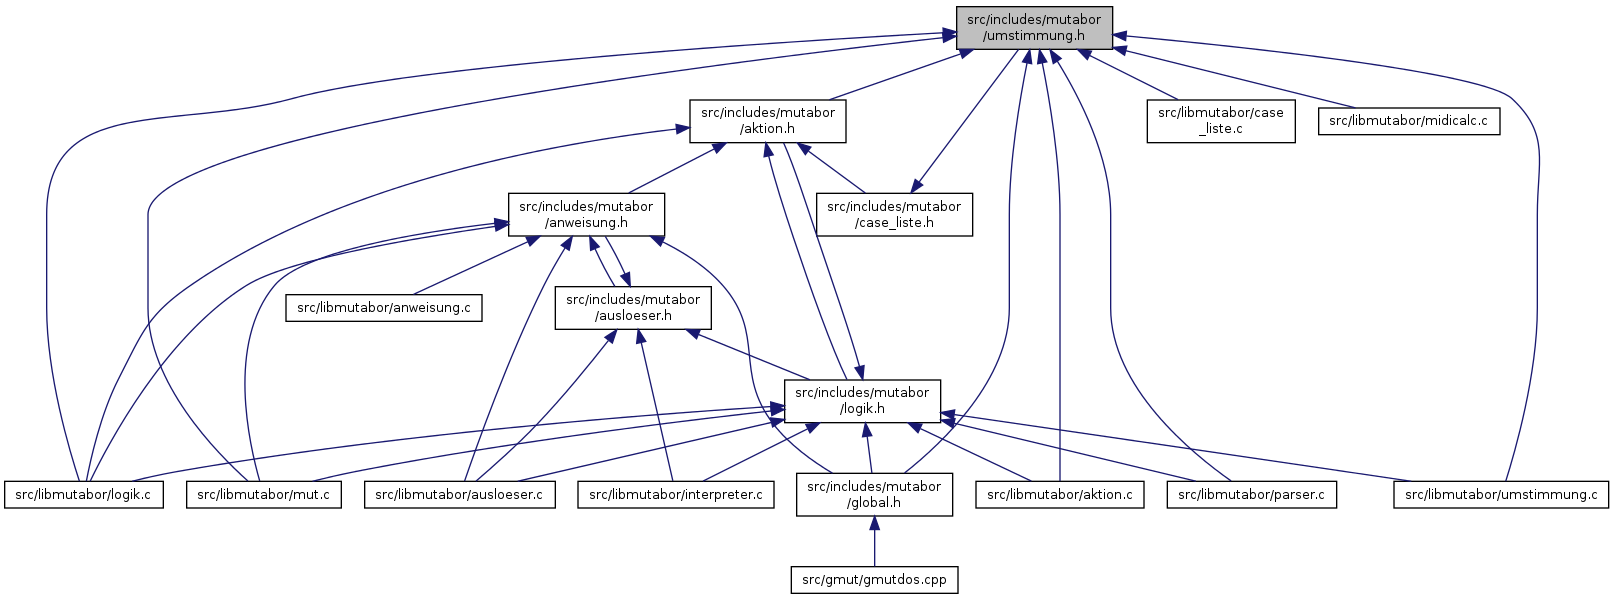 src/includes/mutabor
/umstimmung.h
src/includes/mutabor
/aktion.h
src/libmutabor/case
_liste.c
src/libmutabor/midicalc.c
src/includes/mutabor
/anweisung.h
src/includes/mutabor
/case_liste.h
src/libmutabor/anweisung.c
src/includes/mutabor
/ausloeser.h
src/includes/mutabor
/logik.h
src/libmutabor/logik.c
src/libmutabor/mut.c
src/libmutabor/ausloeser.c
src/libmutabor/interpreter.c
src/includes/mutabor
/global.h
src/libmutabor/aktion.c
src/libmutabor/parser.c
src/libmutabor/umstimmung.c
src/gmut/gmutdos.cpp